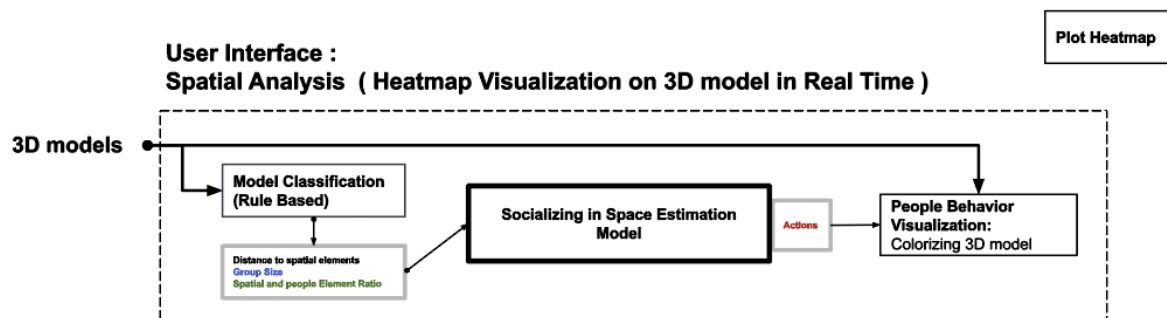 Plot Heatmap
User Interface :
Spatial Analysis ( Heatmap Visualization on 3D model in Real Time )
3D models
Model Classification
(Rule Based)
Distance to spatial elements
Group Size
Spatial and people Element Ratio
Socializing in Space Estimation
Model
Actions
People Behavior
Visualization:
Colorizing 3D model